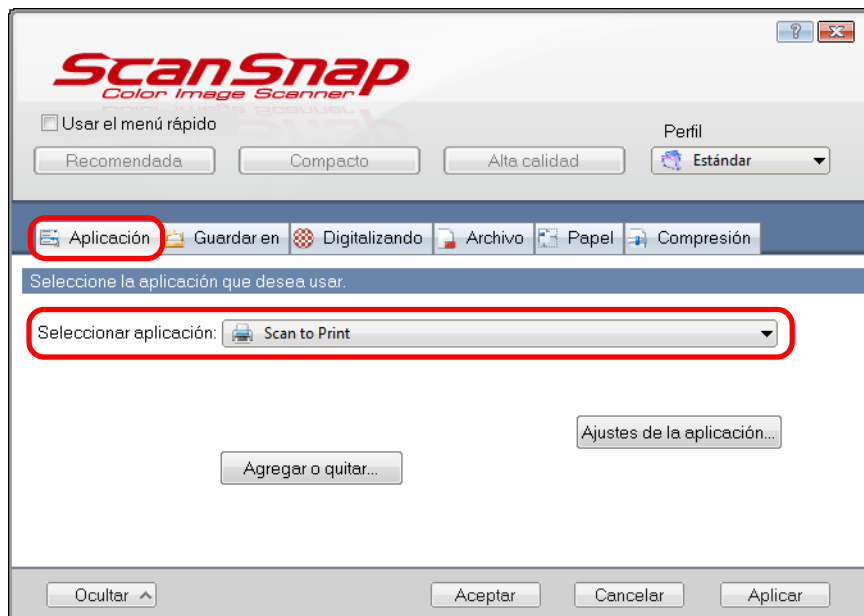 ScanSnap
Color Image Scanner
Usar el menú rápido
Perfil
Recomendada Compacto Alta calidad Estándar
Aplicación Guardar en Digitalizando Archivo Papel Compresión
Seleccione la aplicación que desea usar.
Seleccionar aplicación: Scan to Print
Ajustes de la aplicación...
Agregar o quitar...
Ocultar Aceptar Cancelar Aplicar